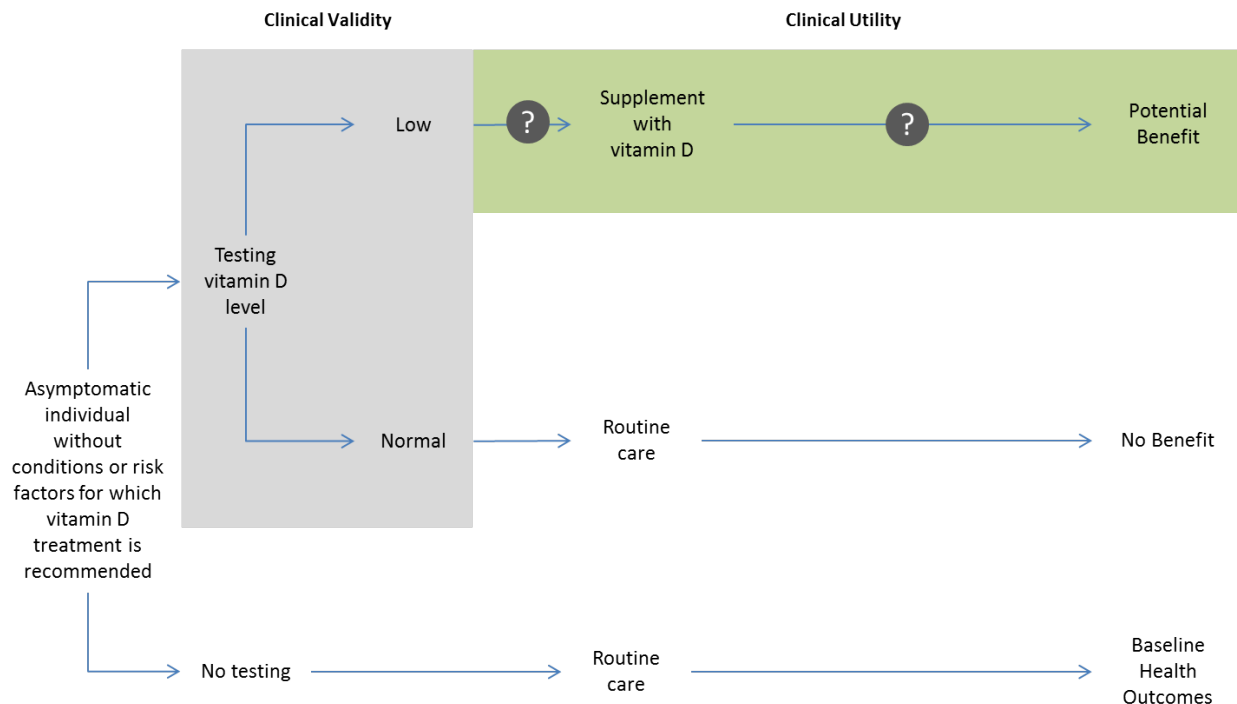 Clinical Validity
Clinical Utility
Low
?
Supplement
with
vitamin D
?
Potential
Benefit
Testing
vitamin D
level
Asymptomatic
individual
without
conditions or risk
factors for which
vitamin D
treatment is
recommended
Normal
Routine
care
No Benefit
No testing
Routine
care
Baseline
Health
Outcomes